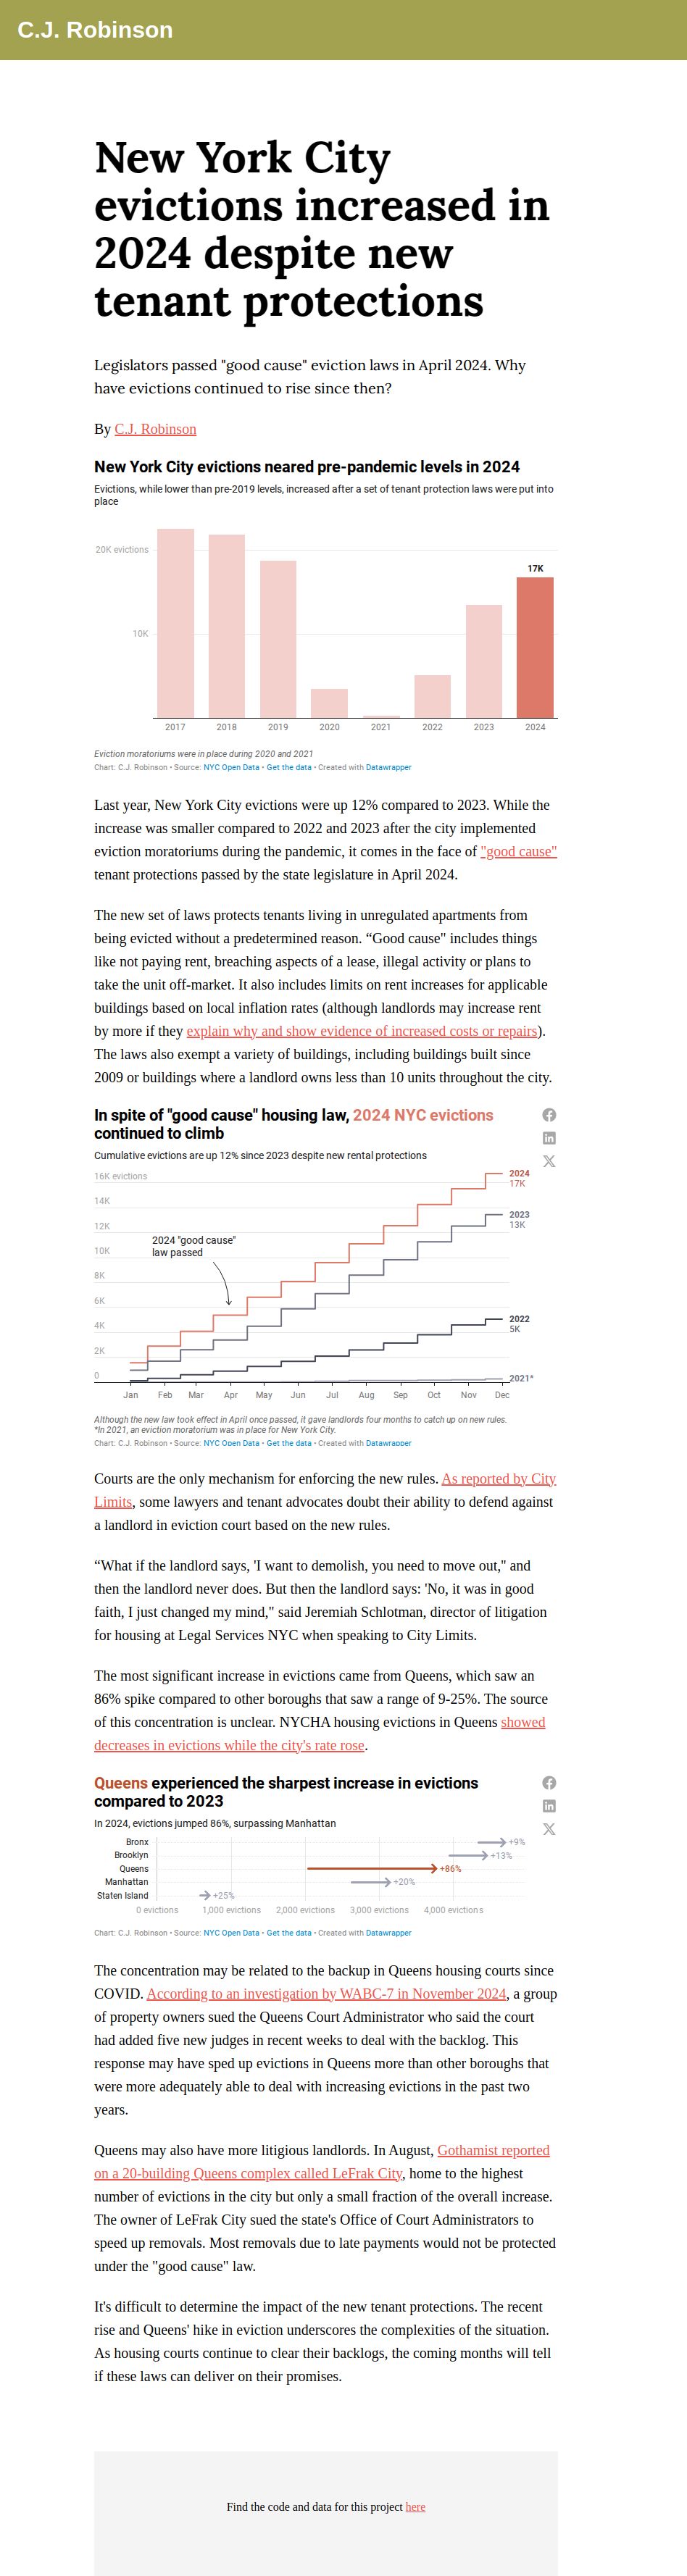 C.J. Robinson
New York City
evictions increased in
2024 despite new
tenant protections
Legislators passed "good cause" eviction laws in April 2024. Why
have evictions continued to rise since then?
By C.J. Robinson
New York City evictions neared pre-pandemic levels in 2024
Evictions, while lower than pre-2019 levels, increased after a set of tenant protection laws were put into
place
20K evictions
17K
10K
2017 2018 2019 2020 2021 2022 2023 2024
Eviction moratoriums were in place during 2020 and 2021
Chart: C.J. Robinson • Source: NYC Open Data • Get the data • Created with Datawrapper
Last year, New York City evictions were up 12% compared to 2023. While the
increase was smaller compared to 2022 and 2023 after the city implemented
eviction moratoriums during the pandemic, it comes in the face of "good cause"
tenant protections passed by the state legislature in April 2024.
The new set of laws protects tenants living in unregulated apartments from
being evicted without a predetermined reason. “Good cause" includes things
like not paying rent, breaching aspects of a lease, illegal activity or plans to
take the unit off-market. It also includes limits on rent increases for applicable
buildings based on local inflation rates (although landlords may increase rent
by more if they explain why and show evidence of increased costs or repairs).
The laws also exempt a variety of buildings, including buildings built since
2009 or buildings where a landlord owns less than 10 units throughout the city.
In spite of "good cause" housing law, 2024 NYC evictions
continued to climb
Cumulative evictions are up 12% since 2023 despite new rental protections
16K evictions
14K
12K
10K
8K
6K
4K
2K
0
2024 "good cause"
law passed
2024
17K
2023
13K
2022
5K
2021*
Jan Feb Mar Apr May Jun Jul Aug Sep Oct Nov Dec
Although the new law took effect in April once passed, it gave landlords four months to catch up on new rules.
*In 2021, an eviction moratorium was in place for New York City.
Chart: C.J. Robinson • Source: NYC Open Data • Get the data • Created with Datawrapper
Courts are the only mechanism for enforcing the new rules. As reported by City
Limits, some lawyers and tenant advocates doubt their ability to defend against
a landlord in eviction court based on the new rules.
“What if the landlord says, 'I want to demolish, you need to move out," and
then the landlord never does. But then the landlord says: 'No, it was in good
faith, I just changed my mind," said Jeremiah Schlotman, director of litigation
for housing at Legal Services NYC when speaking to City Limits.
The most significant increase in evictions came from Queens, which saw an
86% spike compared to other boroughs that saw a range of 9-25%. The source
of this concentration is unclear. NYCHA housing evictions in Queens showed
decreases in evictions while the city's rate rose.
Queens experienced the sharpest increase in evictions
compared to 2023
In 2024, evictions jumped 86%, surpassing Manhattan
Bronx +9%
Brooklyn +13%
Queens +86%
Manhattan +20%
Staten Island +25%
0 evictions 1,000 evictions 2,000 evictions 3,000 evictions 4,000 evictions
Chart: C.J. Robinson • Source: NYC Open Data • Get the data • Created with Datawrapper
The concentration may be related to the backup in Queens housing courts since
COVID. According to an investigation by WABC-7 in November 2024, a group
of property owners sued the Queens Court Administrator who said the court
had added five new judges in recent weeks to deal with the backlog. This
response may have sped up evictions in Queens more than other boroughs that
were more adequately able to deal with increasing evictions in the past two
years.
Queens may also have more litigious landlords. In August, Gothamist reported
on a 20-building Queens complex called LeFrak City, home to the highest
number of evictions in the city but only a small fraction of the overall increase.
The owner of LeFrak City sued the state's Office of Court Administrators to
speed up removals. Most removals due to late payments would not be protected
under the "good cause" law.
It's difficult to determine the impact of the new tenant protections. The recent
rise and Queens' hike in eviction underscores the complexities of the situation.
As housing courts continue to clear their backlogs, the coming months will tell
if these laws can deliver on their promises.
Find the code and data for this project here